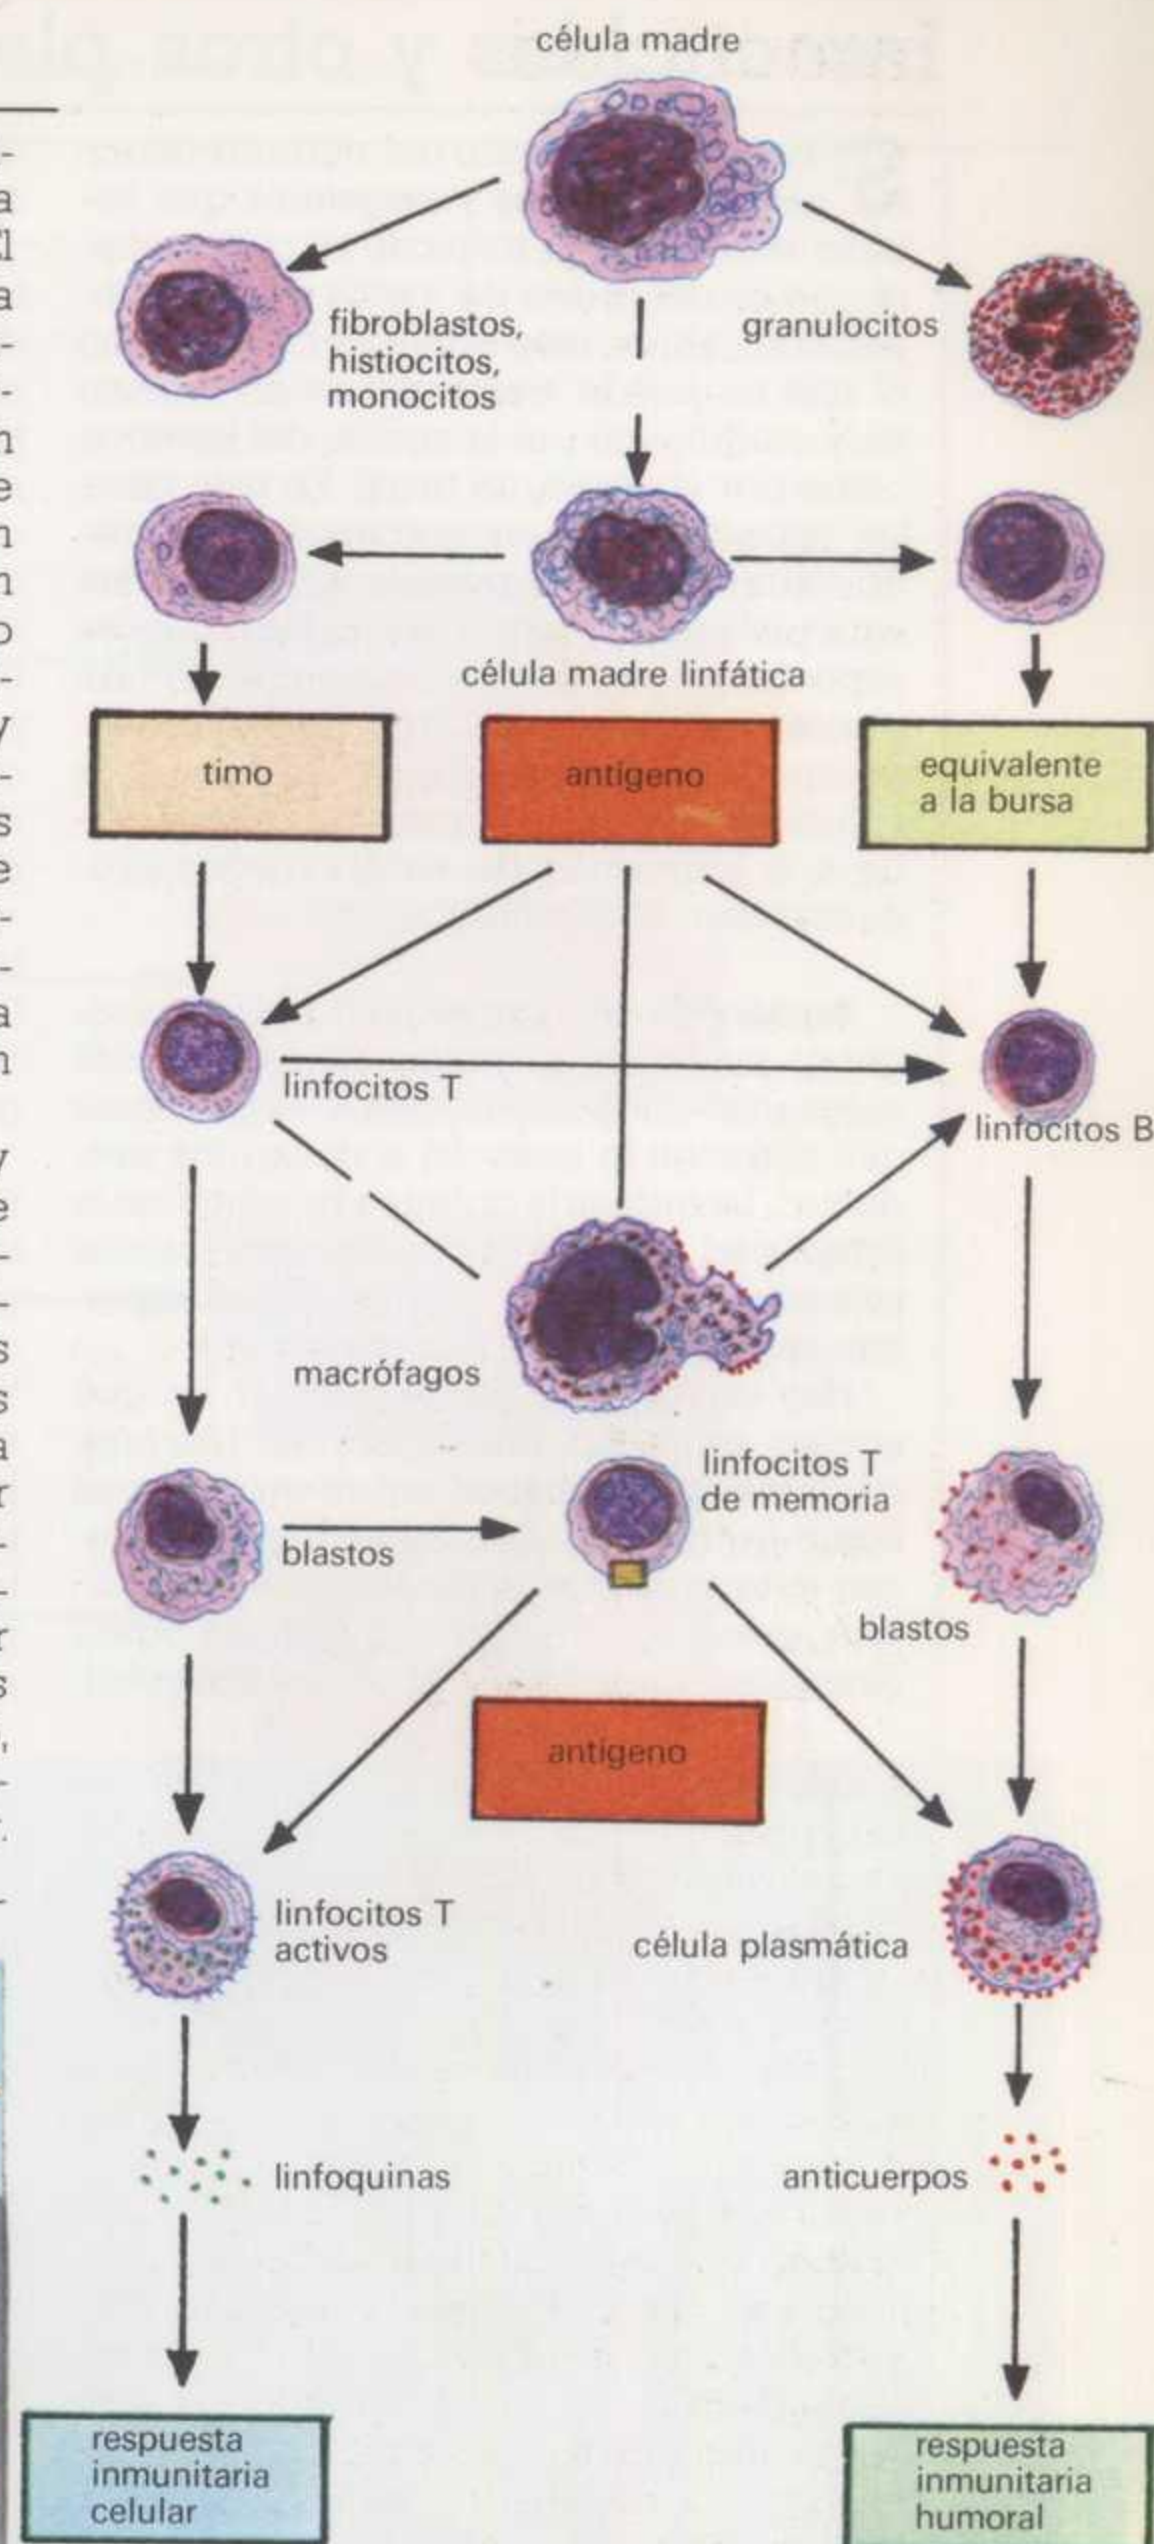 célula madre
fibroblastos,
histiocitos,
monocitos
granulocitos
célula madre linfática
timo
antígeno
equivalente
a la bursa
linfocitos T
linfocitos B
macrófagos
linfocitos T
de memoria
blastos
blastos
antígeno
linfocitos T
activos
célula plasmática
linfoquinas
anticuerpos
respuesta
inmunitaria
celular
respuesta
inmunitaria
humoral